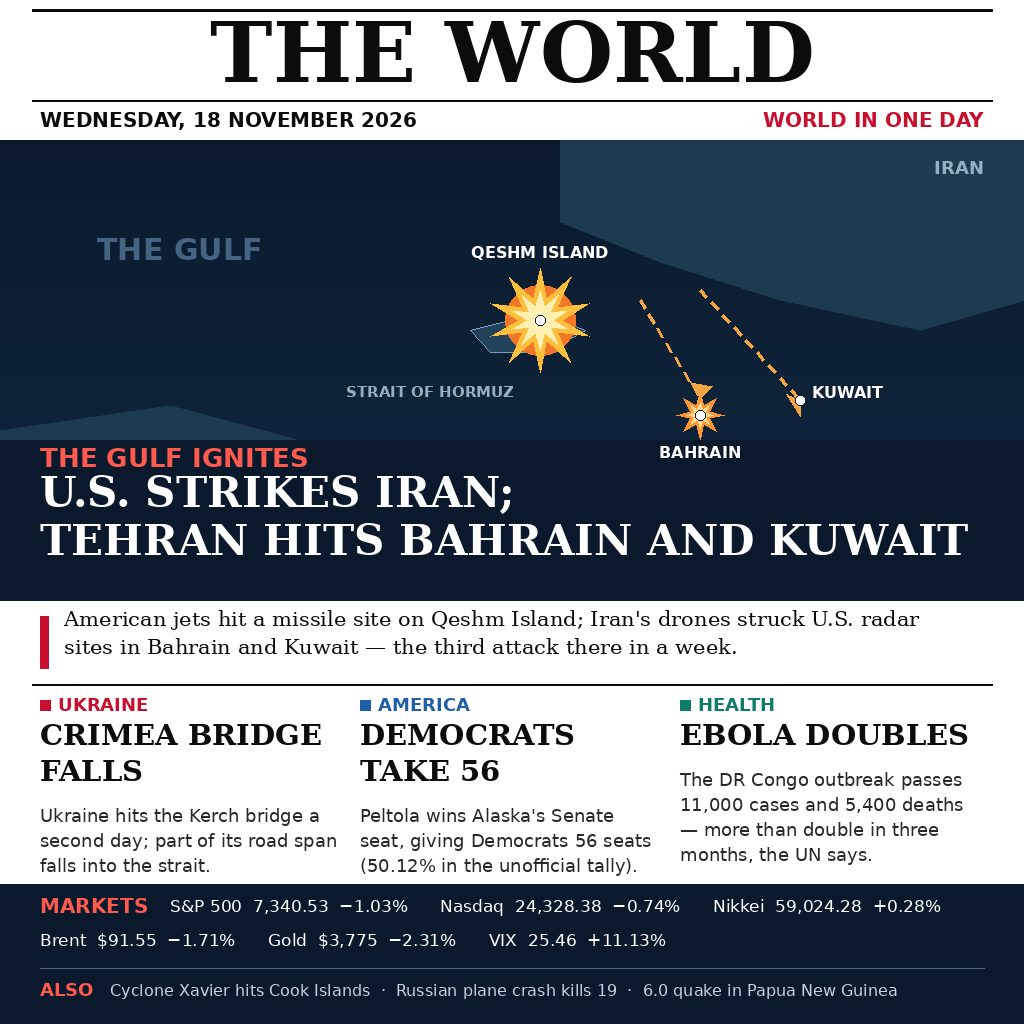 THE WORLD
WEDNESDAY, 18 NOVEMBER 2026
WORLD IN ONE DAY
IRAN
THE GULF
QESHM ISLAND
STRAIT OF HORMUZ
KUWAIT
BAHRAIN
THE GULF IGNITES
U.S. STRIKES IRAN;
TEHRAN HITS BAHRAIN AND KUWAIT
American jets hit a missile site on Qeshm Island; Iran's drones struck U.S. radar
sites in Bahrain and Kuwait — the third attack there in a week.
UKRAINE
CRIMEA BRIDGE
FALLS
Ukraine hits the Kerch bridge a
second day; part of its road span
falls into the strait.
AMERICA
DEMOCRATS
TAKE 56
Peltola wins Alaska's Senate
seat, giving Democrats 56 seats
(50.12% in the unofficial tally).
HEALTH
EBOLA DOUBLES
The DR Congo outbreak passes
11,000 cases and 5,400 deaths
— more than double in three
months, the UN says.
MARKETS S&P 500 7,340.53 −1.03% Nasdaq 24,328.38 −0.74% Nikkei 59,024.28 +0.28%
Brent $91.55 −1.71% Gold $3,775 −2.31% VIX 25.46 +11.13%
ALSO Cyclone Xavier hits Cook Islands · Russian plane crash kills 19 · 6.0 quake in Papua New Guinea